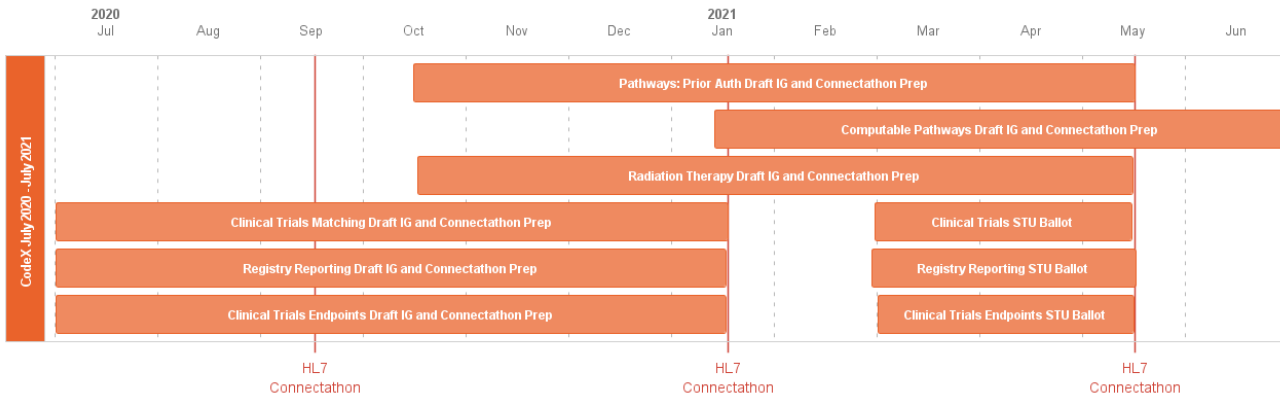 2020
2021
Jul Aug Sep Oct Nov Dec Jan Feb Mar Apr May Jun
CodeX July 2020 - July 2021
Pathways: Prior Auth Draft IG and Connectathon Prep
Computable Pathways Draft IG and Connectathon Prep
Radiation Therapy Draft IG and Connectathon Prep
Clinical Trials Matching Draft IG and Connectathon Prep
Clinical Trials STU Ballot
Registry Reporting Draft IG and Connectathon Prep
Registry Reporting STU Ballot
Clinical Trials Endpoints Draft IG and Connectathon Prep
Clinical Trials Endpoints STU Ballot
HL7
Connectathon
HL7
Connectathon
HL7
Connectathon